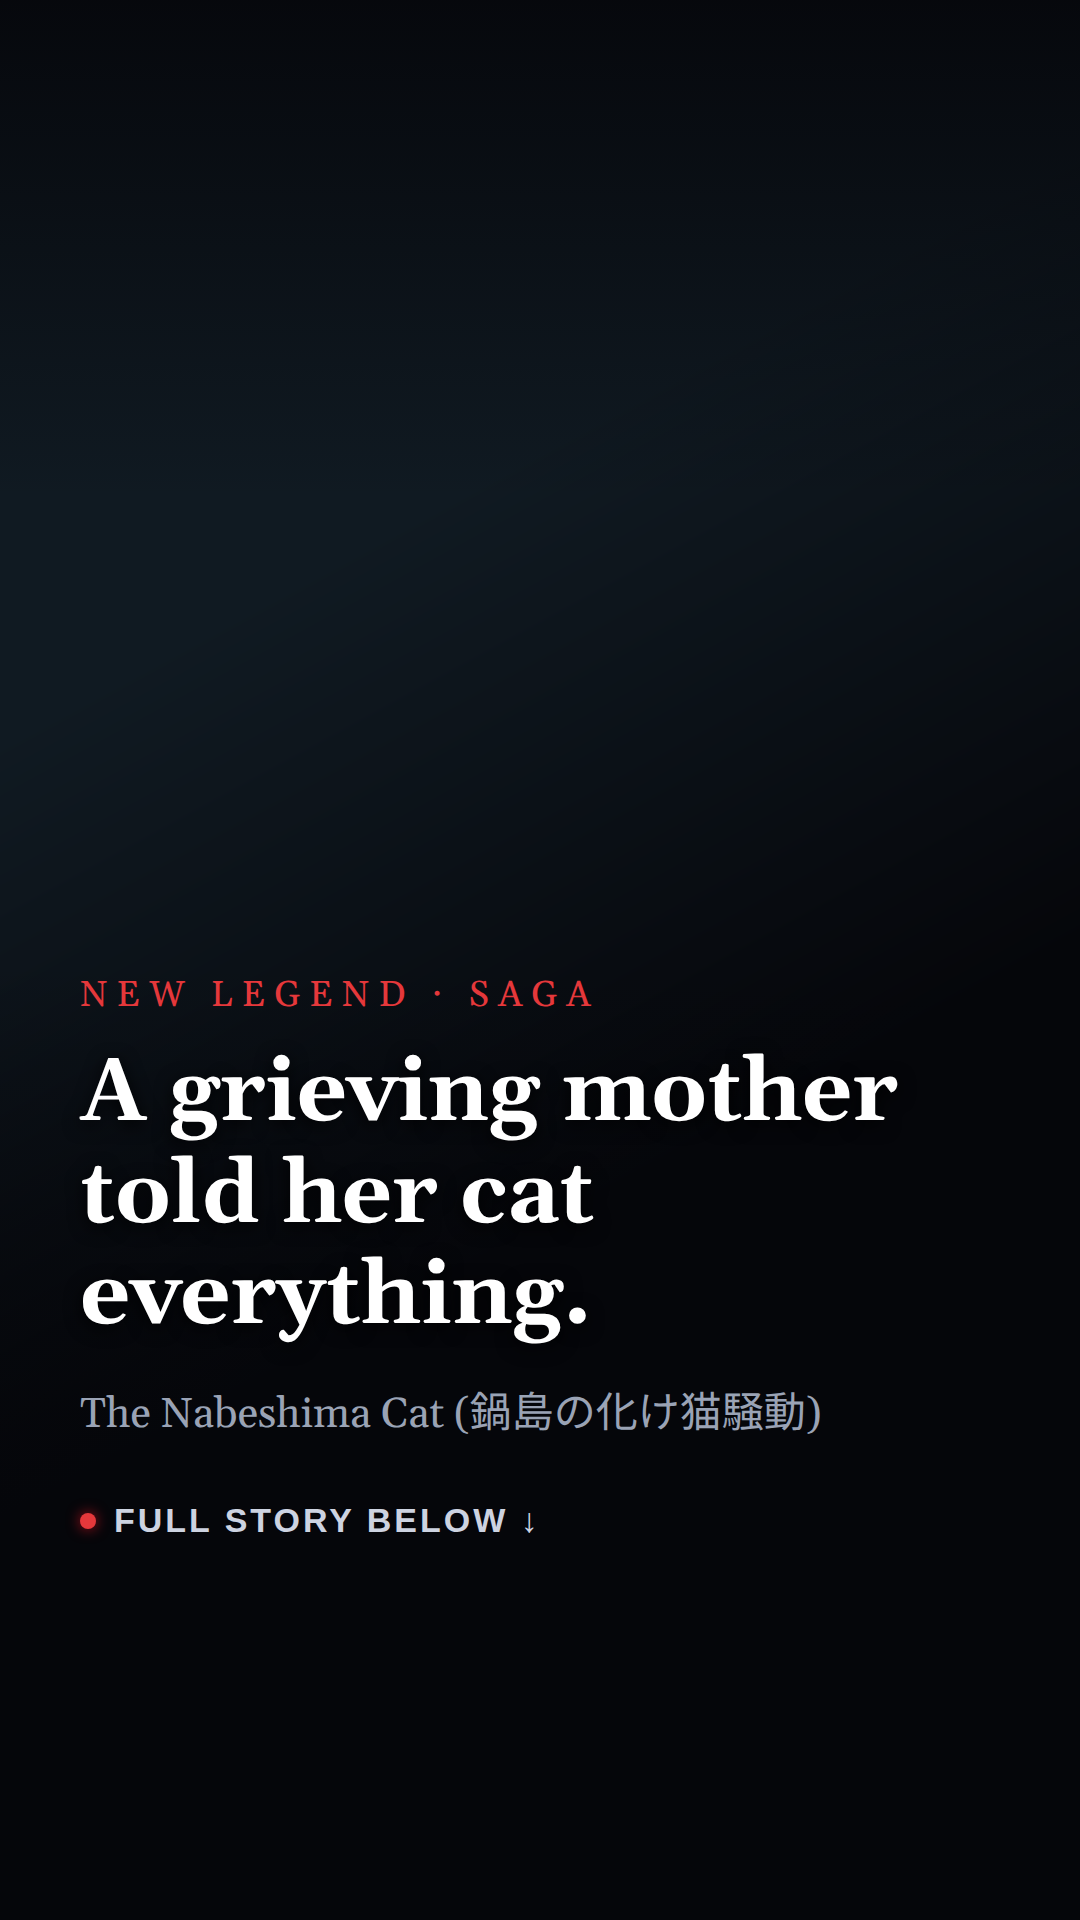 NEW LEGEND · SAGA
A grieving mother
told her cat
everything.
The Nabeshima Cat (鍋島の化け猫騒動)
FULL STORY BELOW ↓